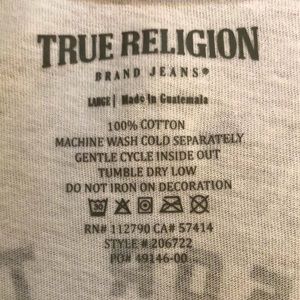 TRUE RELIGION
BRAND JEANS®
LARGE | Made in Guatemala
100% COTTON
MACHINE WASH COLD SEPARATELY
GENTLE CYCLE INSIDE OUT
TUMBLE DRY LOW
DO NOT IRON ON DECORATION
30
RN# 112790 CA# 57414
STYLE # 206722
PO# 49146-00